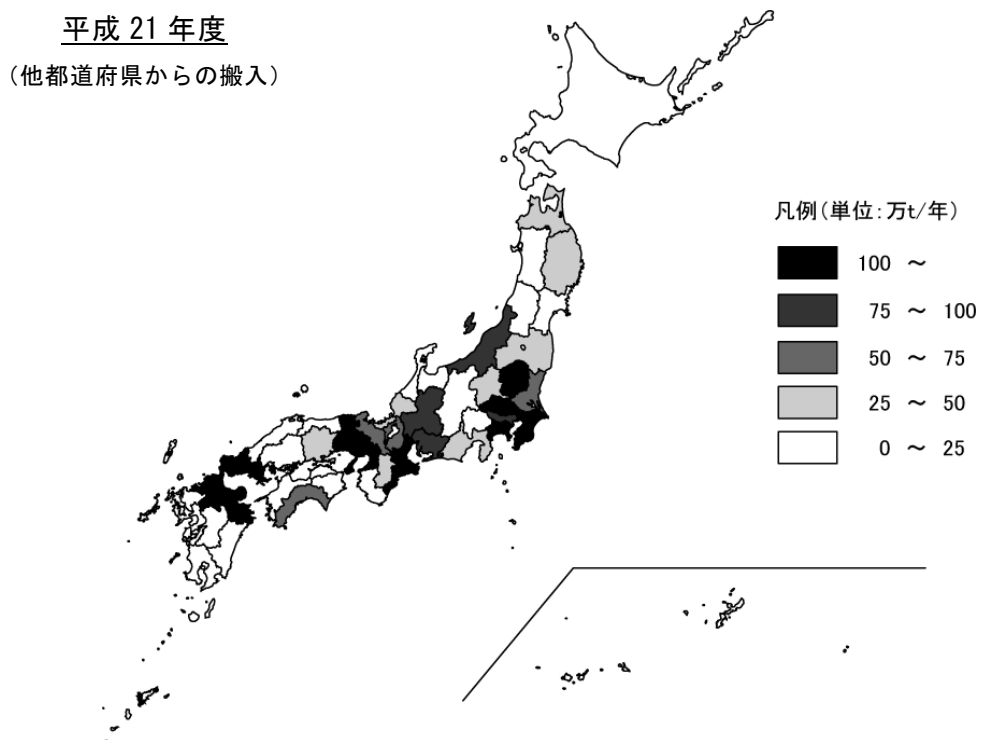 平成 21 年度
（他都道府県からの搬入）
凡例（単位：万t/年）
100 ～
75 ～ 100
50 ～ 75
25 ～ 50
0 ～ 25